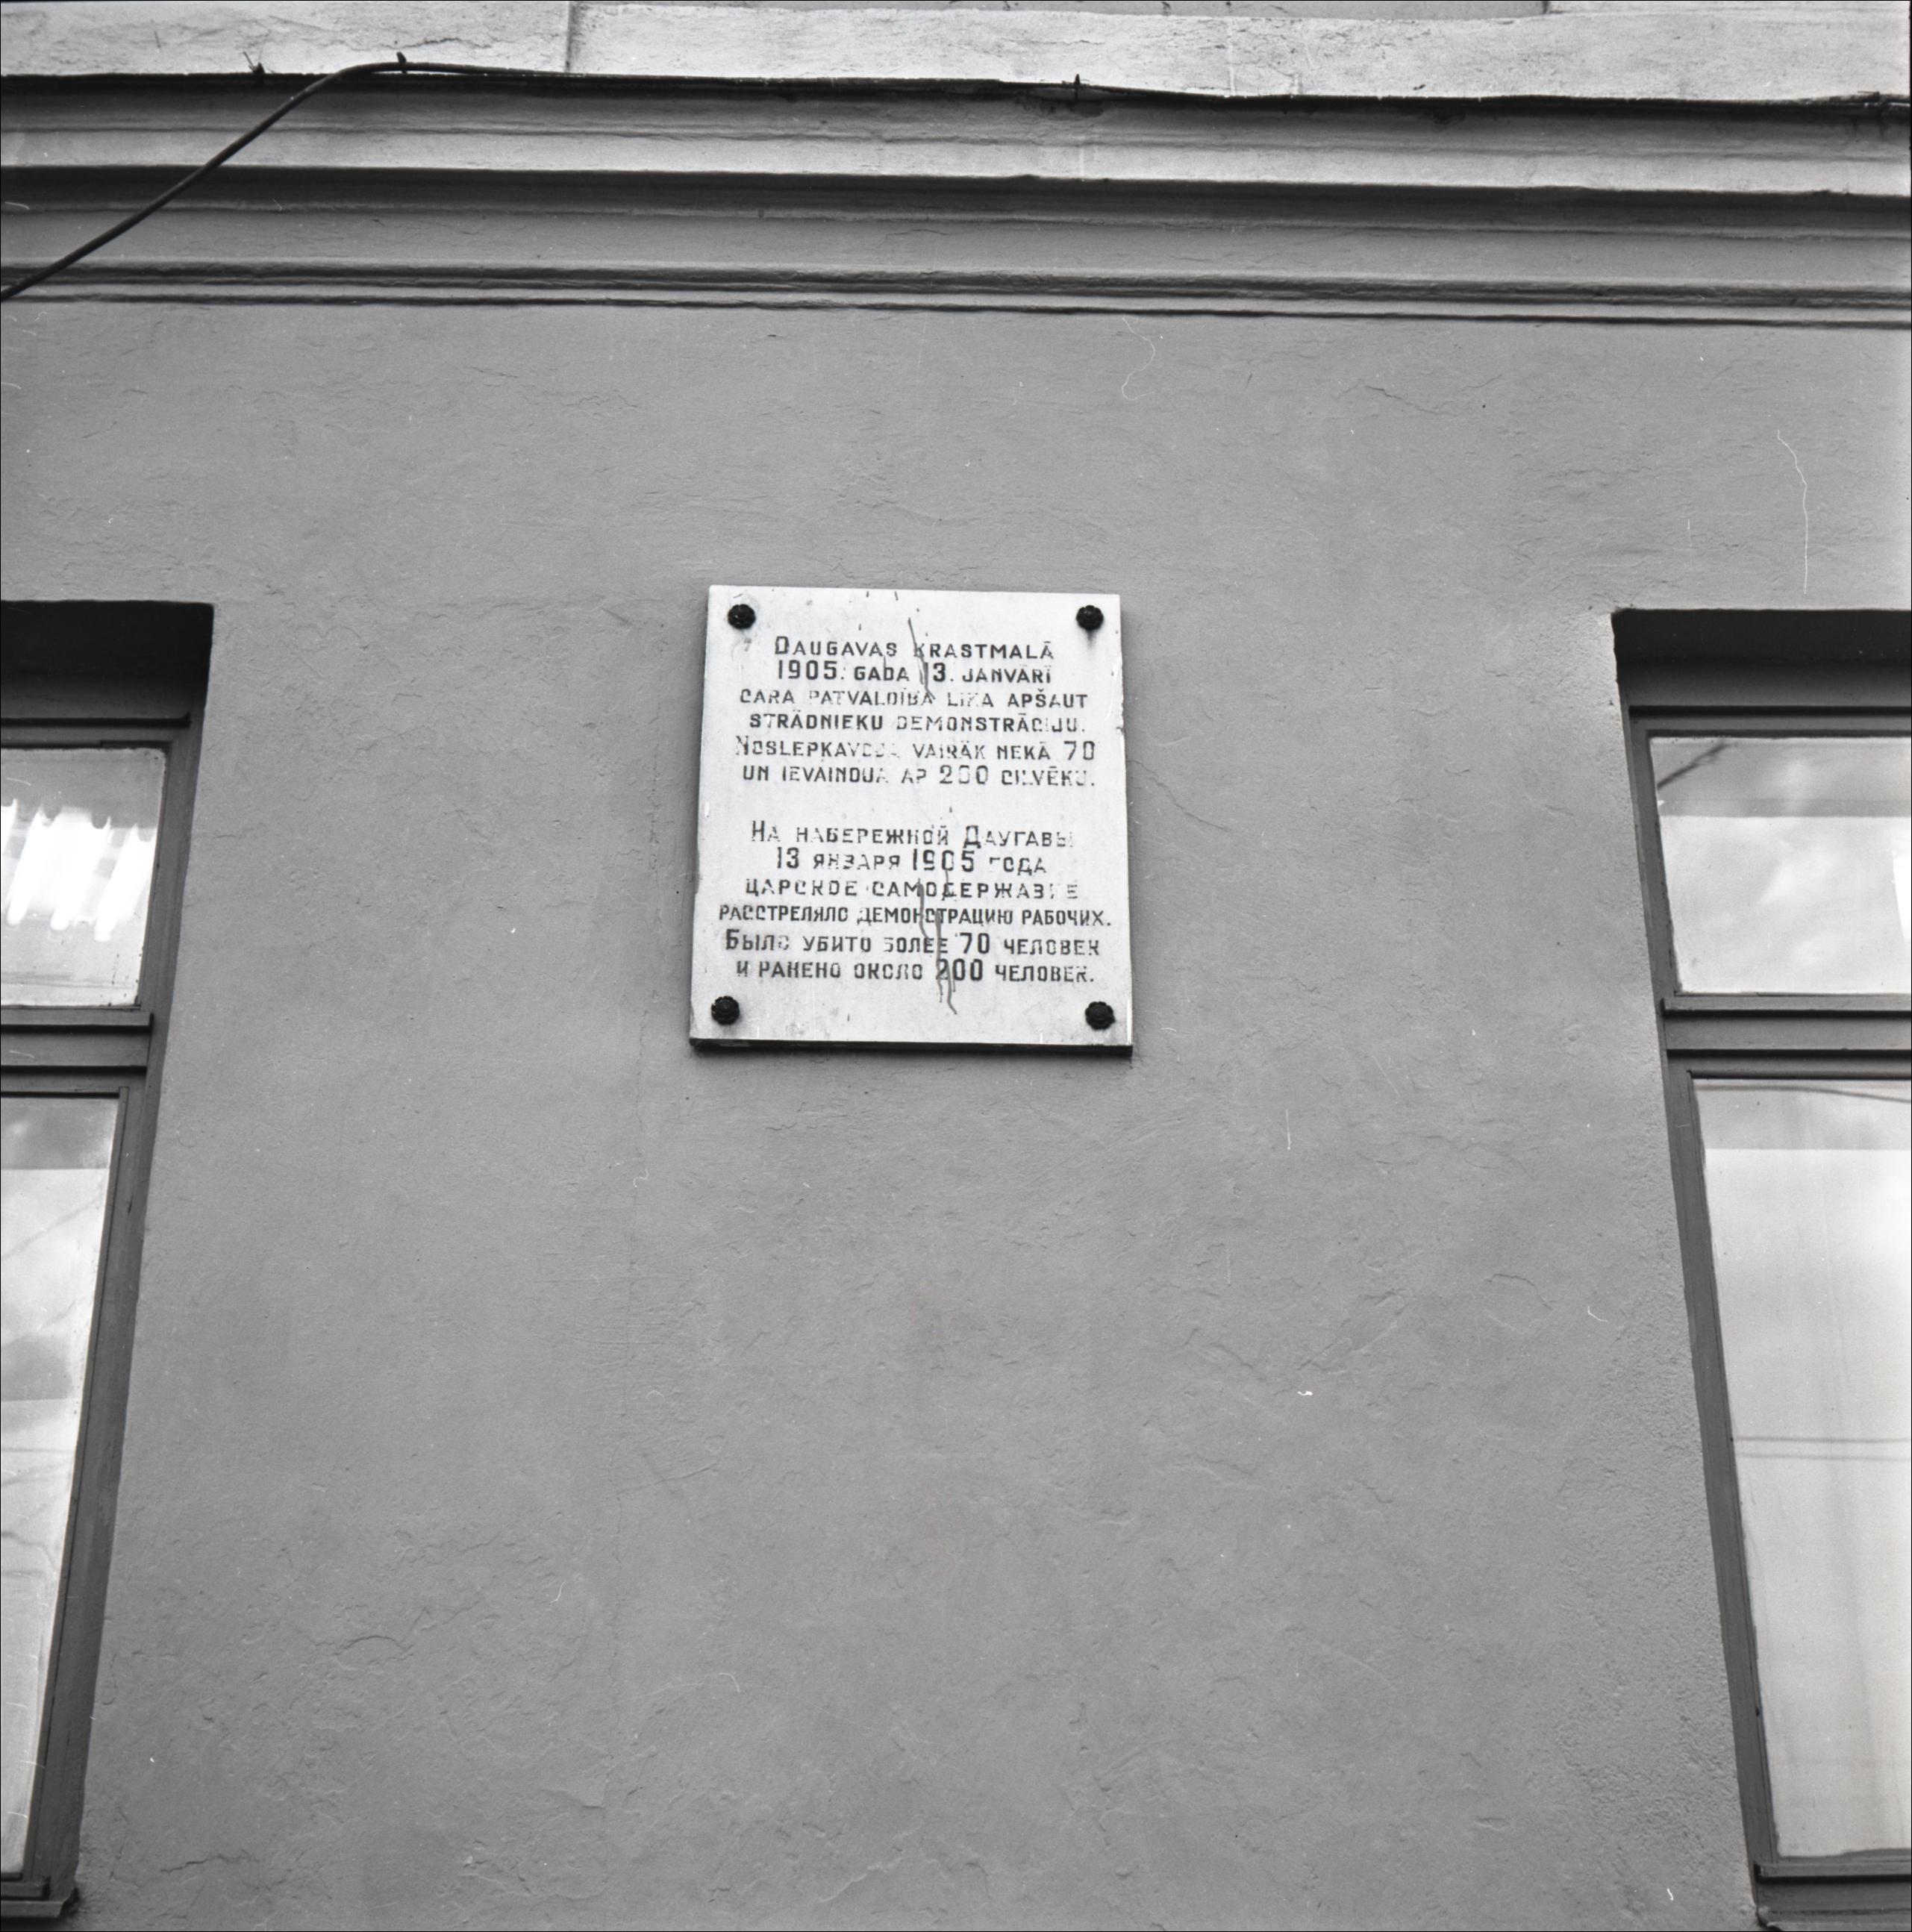 DAUGAVAS KRASTMALĀ
1905. GADA 13. JANVĀRĪ
CARA PATVALDĪBA LIKA APŠAUT
STRĀDNIEKU DEMONSTRĀCIJU.
NOSLEPKAVOJA VAIRĀK NEKĀ 70
UN IEVAINOJA AP 200 CILVĒKU.
НА НАБЕРЕЖНОЙ ДАУГАВЫ
13 ЯНВАРЯ 1905 ГОДА
ЦАРСКОЕ САМОДЕРЖАВИЕ
РАССТРЕЛЯЛО ДЕМОНСТРАЦИЮ РАБОЧИХ.
БЫЛО УБИТО БОЛЕЕ 70 ЧЕЛОВЕК
И РАНЕНО ОКОЛО 200 ЧЕЛОВЕК.